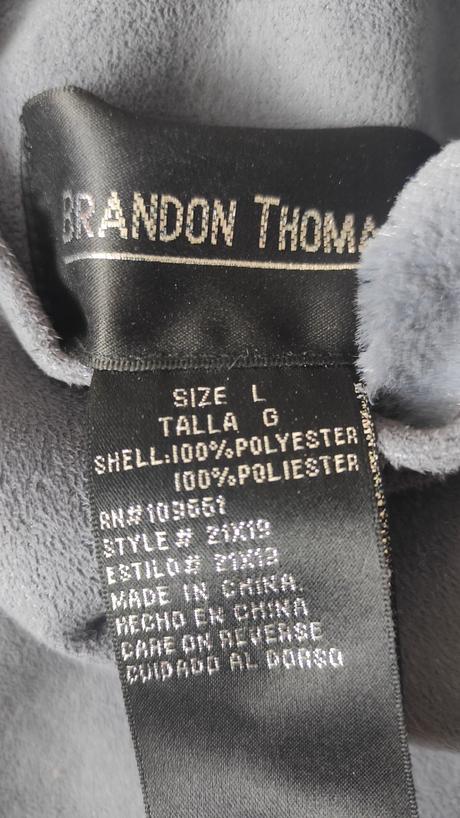 BRANDON THOMA
SIZE L
TALLA G
SHELL:100%POLYESTER
100%POLIESTER
RN#
STYLE# 21X19
ESTILO# 21X19
MADE IN CHINA
HECHO EN CHINA
CARE ON REVERSE
CUIDADO AL DORSO